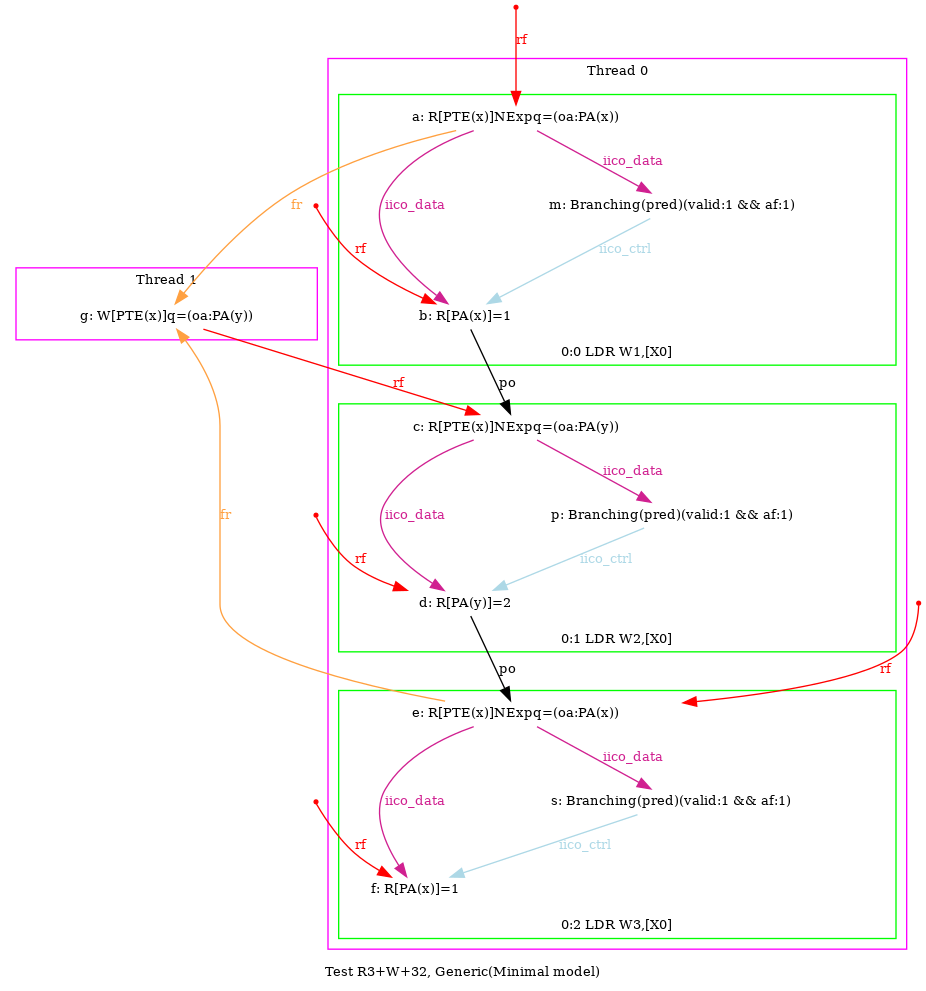 rf
Thread 0
a: R[PTE(x)]NExpq=(oa:PA(x))
iico_data
m: Branching(pred)(valid:1 && af:1)
iico_data
fr
rf
iico_ctrl
Thread 1
g: W[PTE(x)]q=(oa:PA(y))
b: R[PA(x)]=1
0:0 LDR W1,[X0]
rf
po
c: R[PTE(x)]NExpq=(oa:PA(y))
iico_data
p: Branching(pred)(valid:1 && af:1)
iico_data
fr
rf
iico_ctrl
d: R[PA(y)]=2
0:1 LDR W2,[X0]
po
rf
e: R[PTE(x)]NExpq=(oa:PA(x))
iico_data
s: Branching(pred)(valid:1 && af:1)
iico_data
rf
iico_ctrl
f: R[PA(x)]=1
0:2 LDR W3,[X0]
Test R3+W+32, Generic(Minimal model)